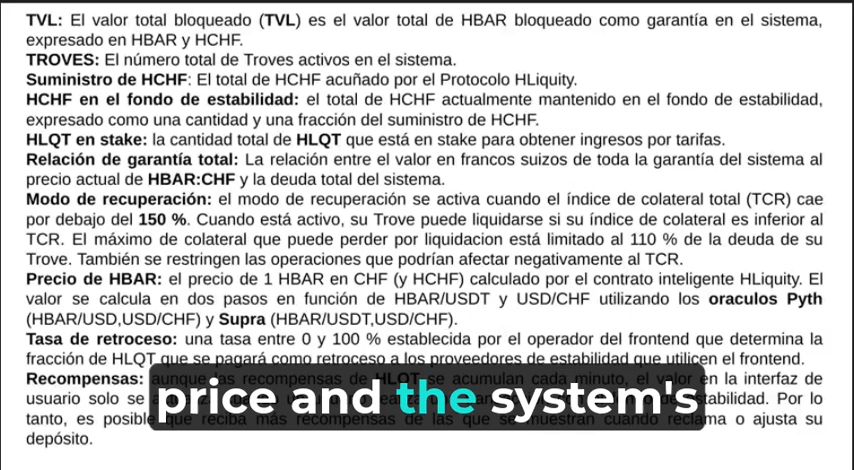 TVL: El valor total bloqueado (TVL) es el valor total de HBAR bloqueado como garantía en el sistema,
expresado en HBAR y HCHF.
TROVES: El número total de Troves activos en el sistema.
Suministro de HCHF: El total de HCHF acuñado por el Protocolo HLiquity.
HCHF en el fondo de estabilidad: el total de HCHF actualmente mantenido en el fondo de estabilidad,
expresado como una cantidad y una fracción del suministro de HCHF.
HLQT en stake: la cantidad total de HLQT que está en stake para obtener ingresos por tarifas.
Relación de garantía total: La relación entre el valor en francos suizos de toda la garantía del sistema al
precio actual de HBAR:CHF y la deuda total del sistema.
Modo de recuperación: el modo de recuperación se activa cuando el índice de colateral total (TCR) cae
por debajo del 150 %. Cuando está activo, su Trove puede liquidarse si su índice de colateral es inferior al
TCR. El máximo de colateral que puede perder por liquidacion está limitado al 110 % de la deuda de su
Trove. También se restringen las operaciones que podrían afectar negativamente al TCR.
Precio de HBAR: el precio de 1 HBAR en CHF (y HCHF) calculado por el contrato inteligente HLiquity. El
valor se calcula en dos pasos en función de HBAR/USDT y USD/CHF utilizando los oraculos Pyth
(HBAR/USD,USD/CHF) y Supra (HBAR/USDT,USD/CHF).
Tasa de retroceso: una tasa entre 0 y 100 % establecida por el operador del frontend que determina la
fracción de HLQT que se pagará como retroceso a los proveedores de estabilidad que utilicen el frontend.
Recompensas: aunque las recompensas de HLQT se acumulan cada minuto, el valor en la interfaz de
usuario solo se estabilidad. Por lo
price and the system's
tanto, es posible que reciba más recompensas de las que se muestran cuando reclama o ajusta su
depósito.